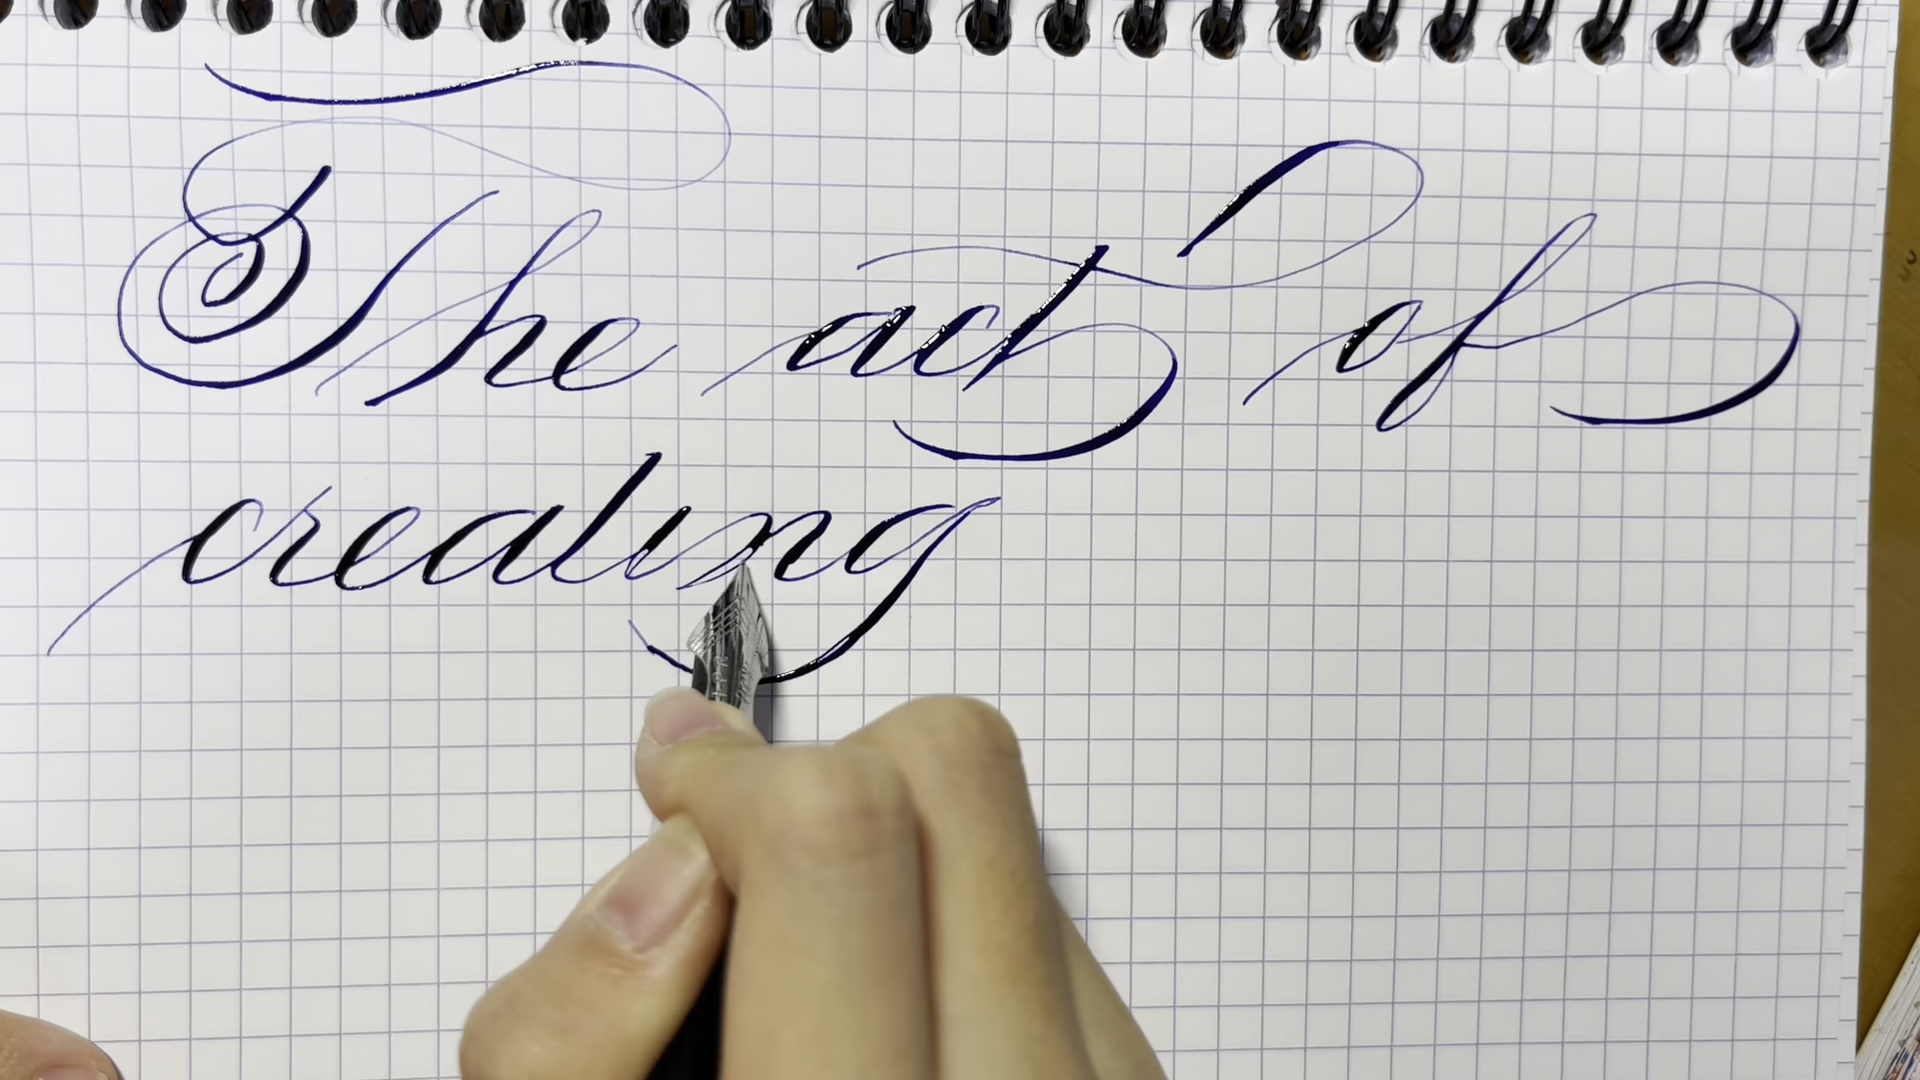 The act of
creating